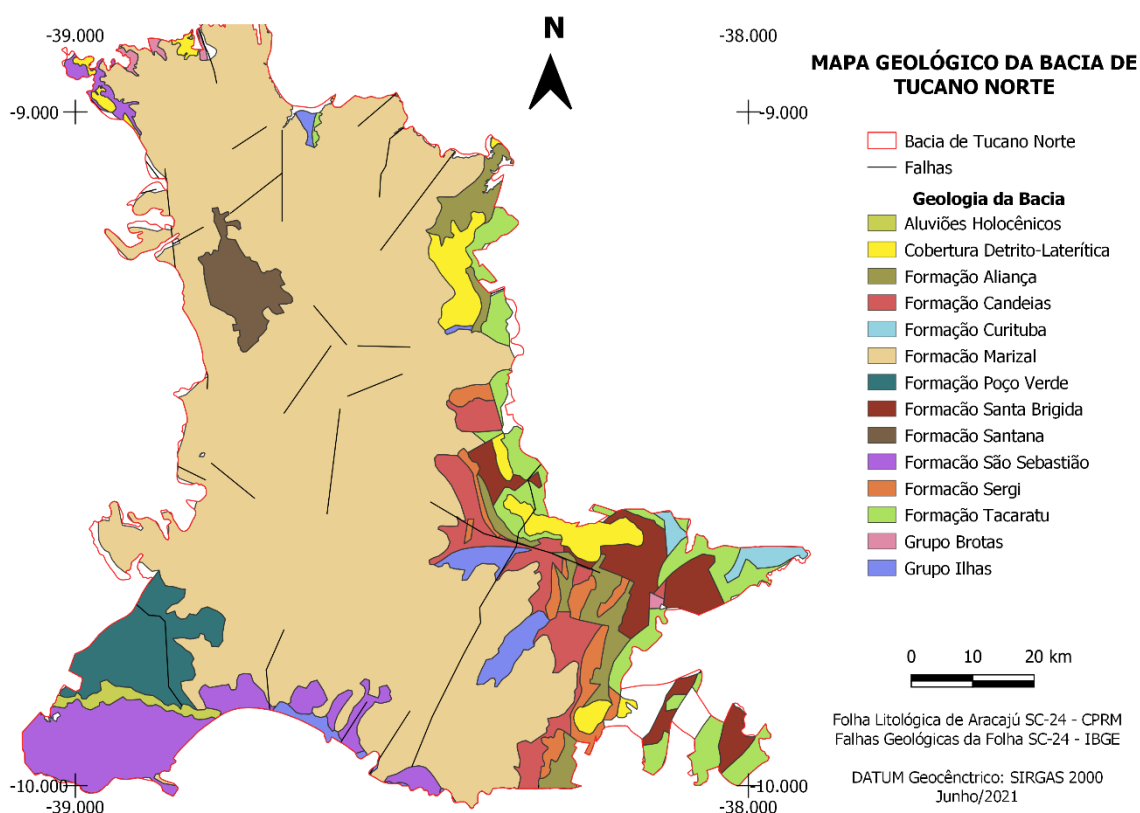 N
-39.000
-38.000
-9.000
-9.000
MAPA GEOLÓGICO DA BACIA DE
TUCANO NORTE
Bacia de Tucano Norte
Falhas
Geologia da Bacia
Aluviões Holocênicos
Cobertura Detrito-Laterítica
Formação Aliança
Formação Candeias
Formação Curituba
Formacão Marizal
Formação Poço Verde
Formacão Santa Brigida
Formacão Santana
Formacão São Sebastião
Formacão Sergi
Formação Tacaratu
Grupo Brotas
Grupo Ilhas
0 10 20 km
Folha Litológica de Aracajú SC-24 - CPRM
Falhas Geológicas da Folha SC-24 - IBGE
DATUM Geocênctrico: SIRGAS 2000
Junho/2021
-10.000
-10.000
-39.000
-38.000